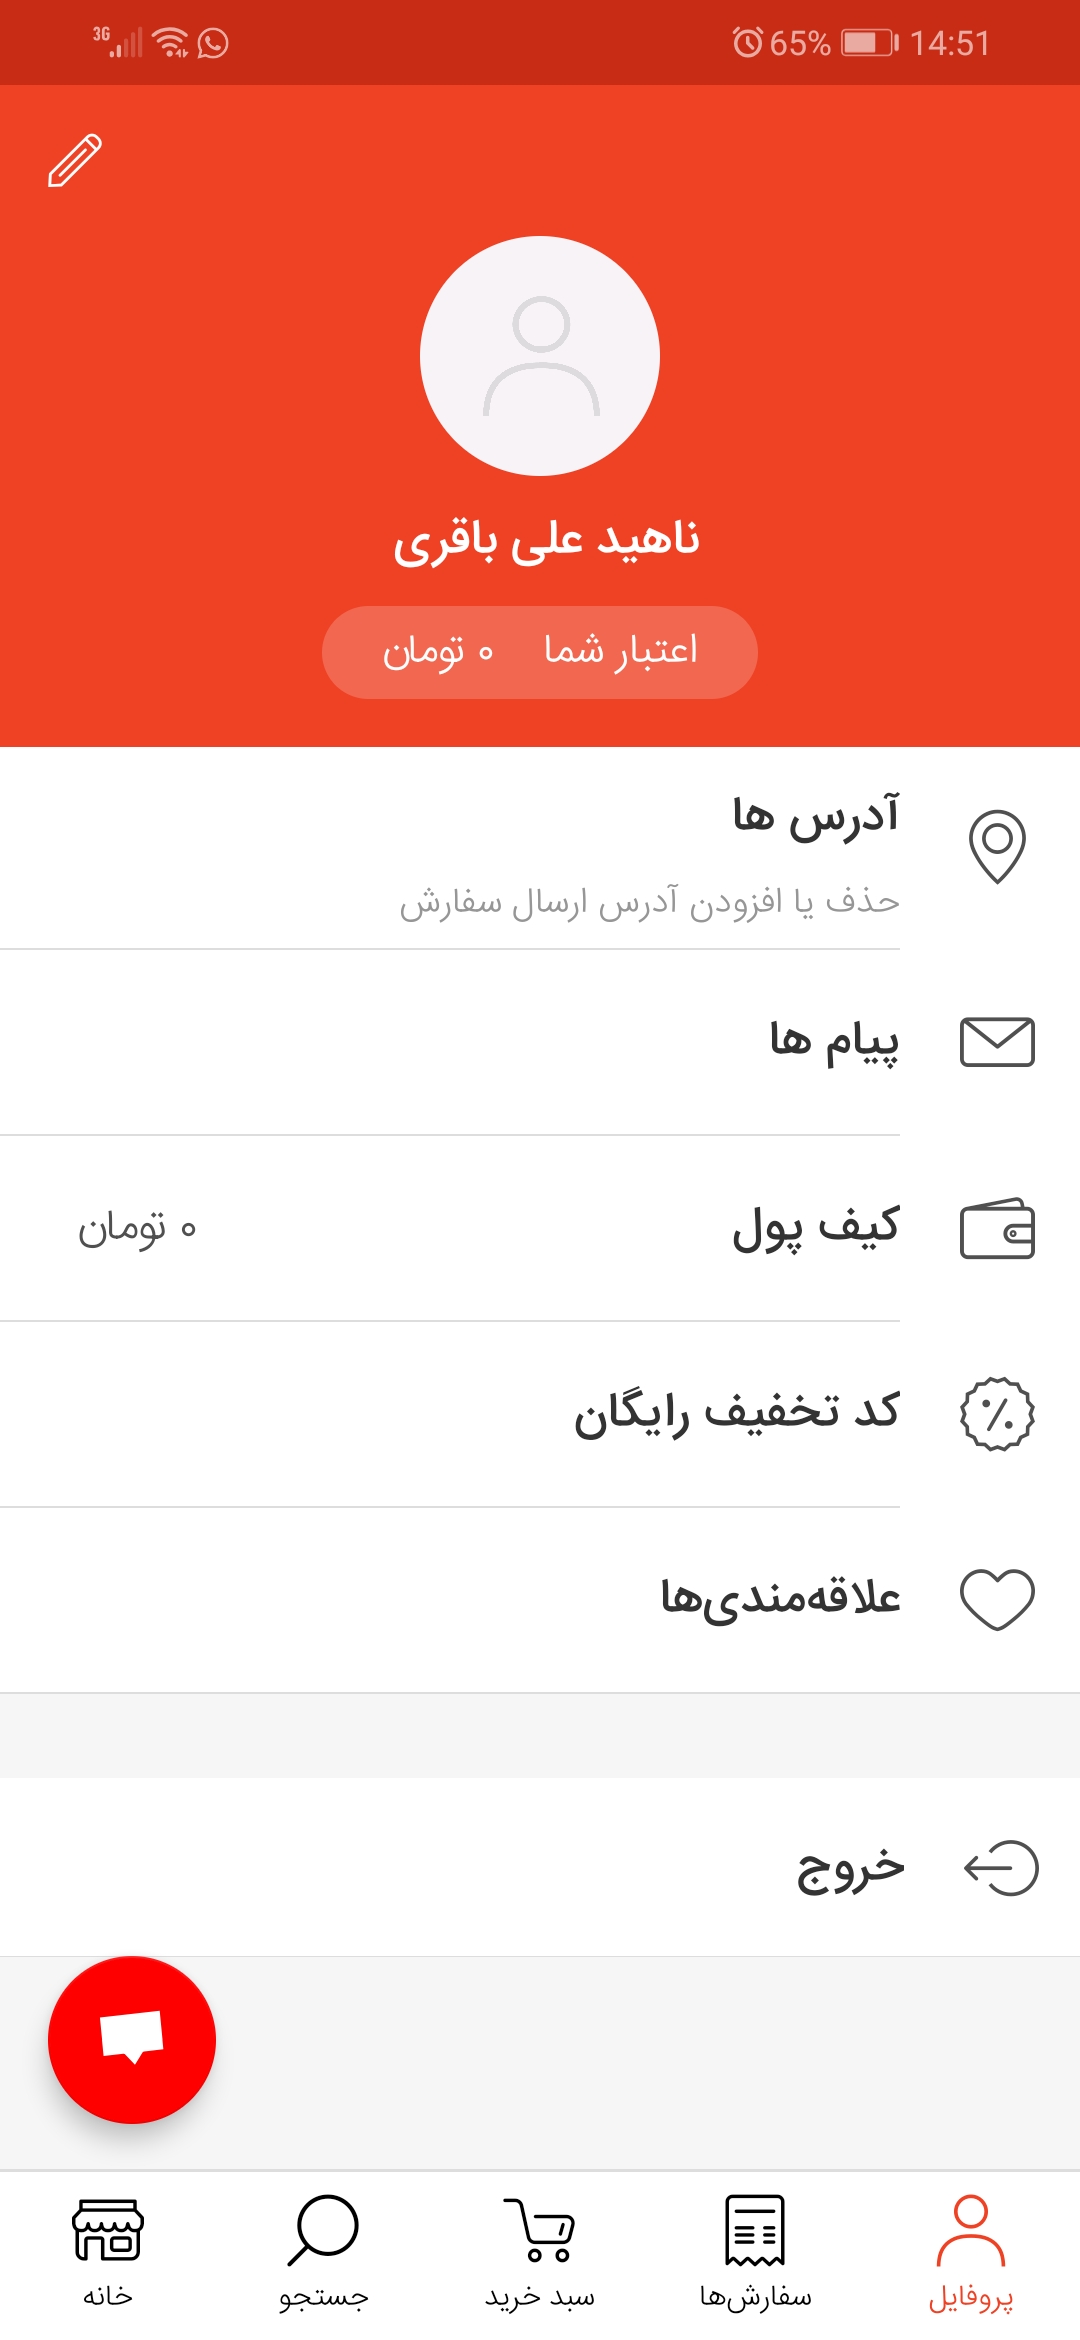 3G 65% 14:51
ناهید علی باقری
اعتبار شما ۰ تومان
آدرس ها
حذف یا افزودن آدرس ارسال سفارش
پیام ها
کیف پول ۰ تومان
کد تخفیف رایگان
علاقه‌مندی‌ها
خروج
پروفایل سفارش‌ها سبد خرید جستجو خانه